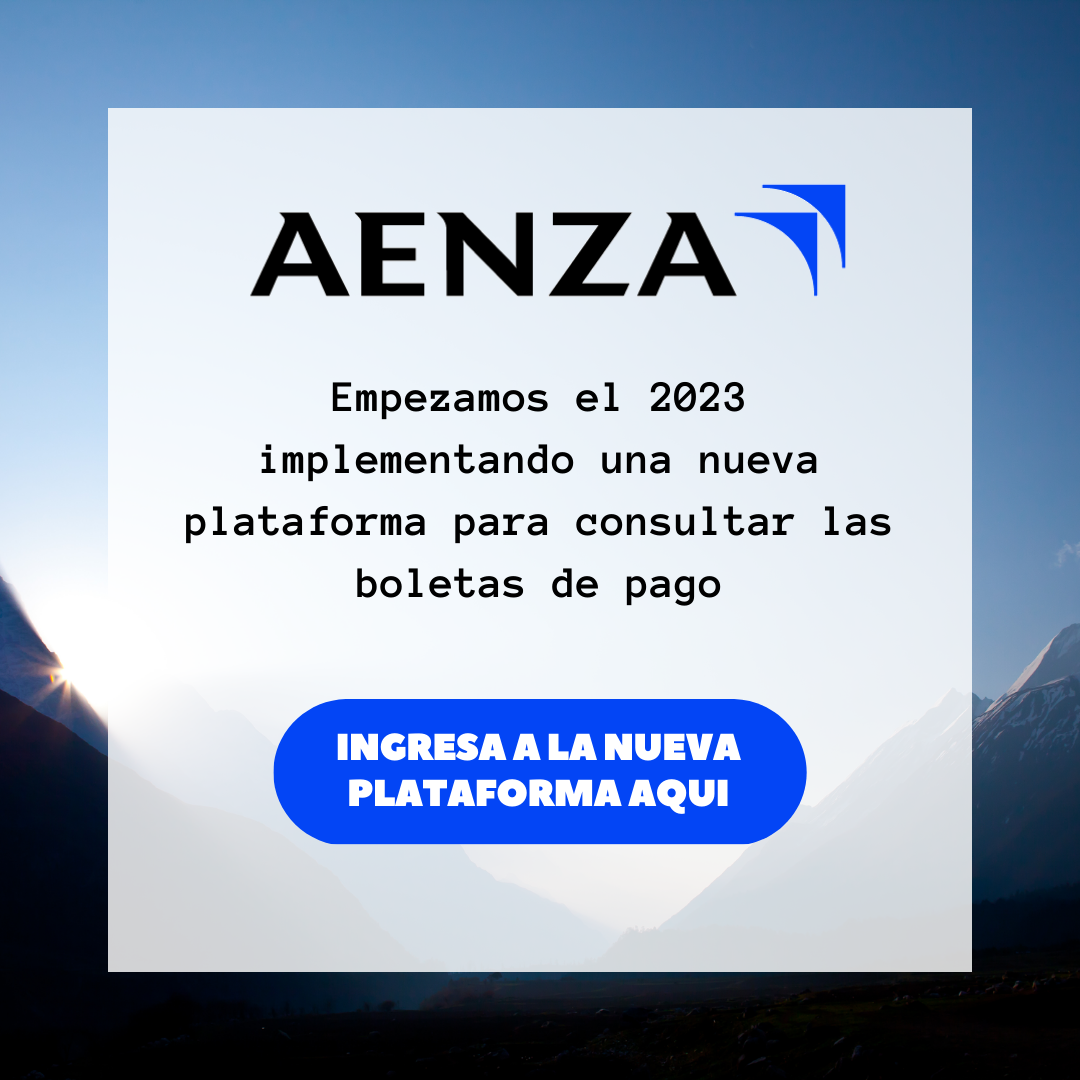 AENZA
Empezamos el 2023
implementando una nueva
plataforma para consultar las
boletas de pago
INGRESA A LA NUEVA
PLATAFORMA AQUI